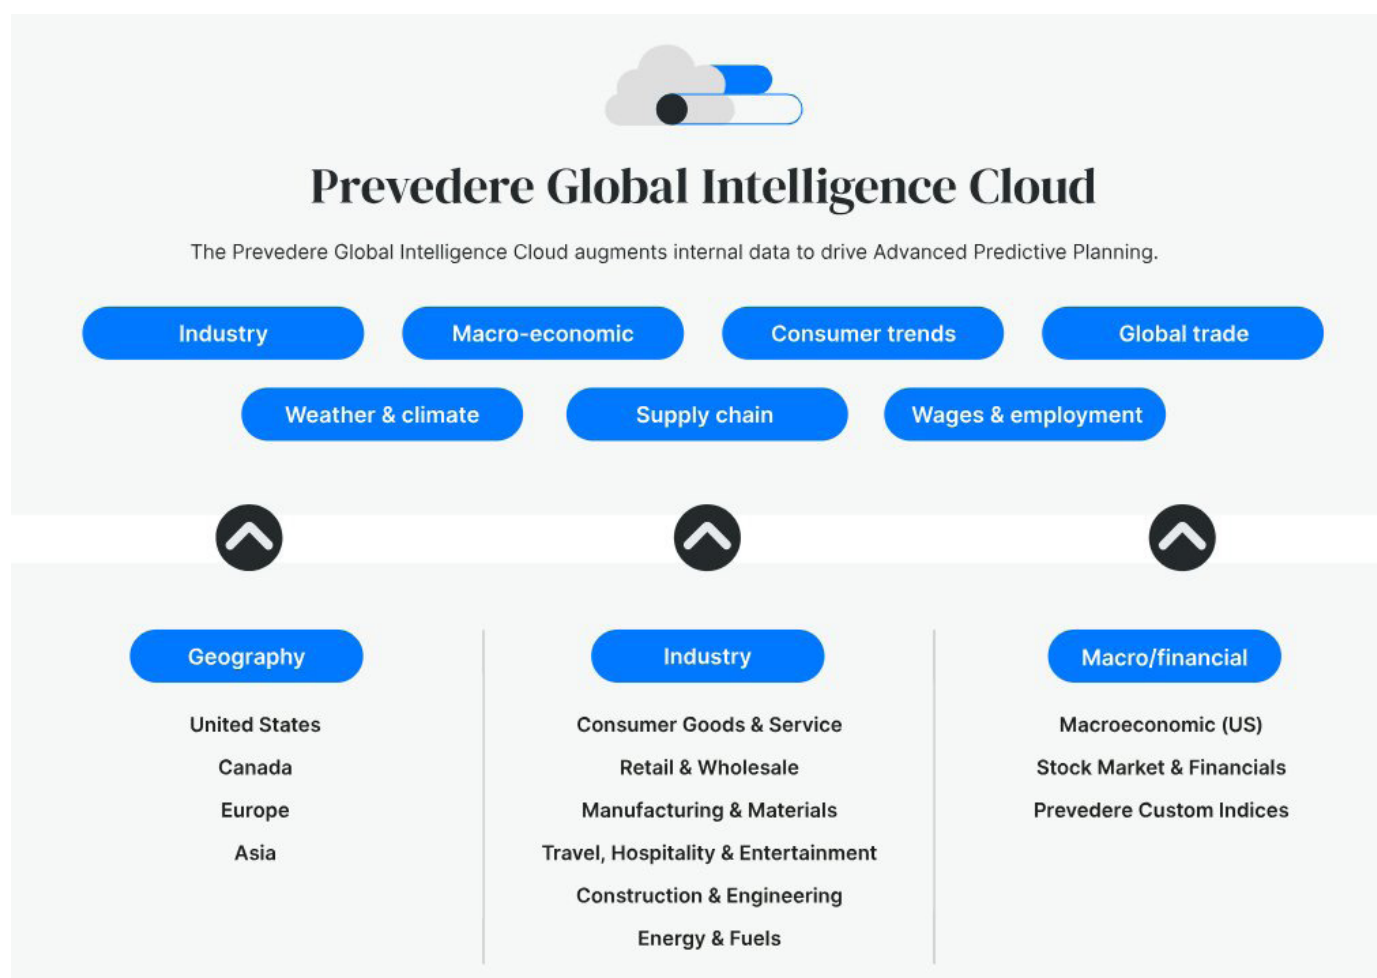 Prevedere Global Intelligence Cloud
The Prevedere Global Intelligence Cloud augments internal data to drive Advanced Predictive Planning.
Industry
Macro-economic
Consumer trends
Global trade
Weather & climate
Supply chain
Wages & employment
Geography
United States
Canada
Europe
Asia
Industry
Consumer Goods & Service
Retail & Wholesale
Manufacturing & Materials
Travel, Hospitality & Entertainment
Construction & Engineering
Energy & Fuels
Macro/financial
Macroeconomic (US)
Stock Market & Financials
Prevedere Custom Indices